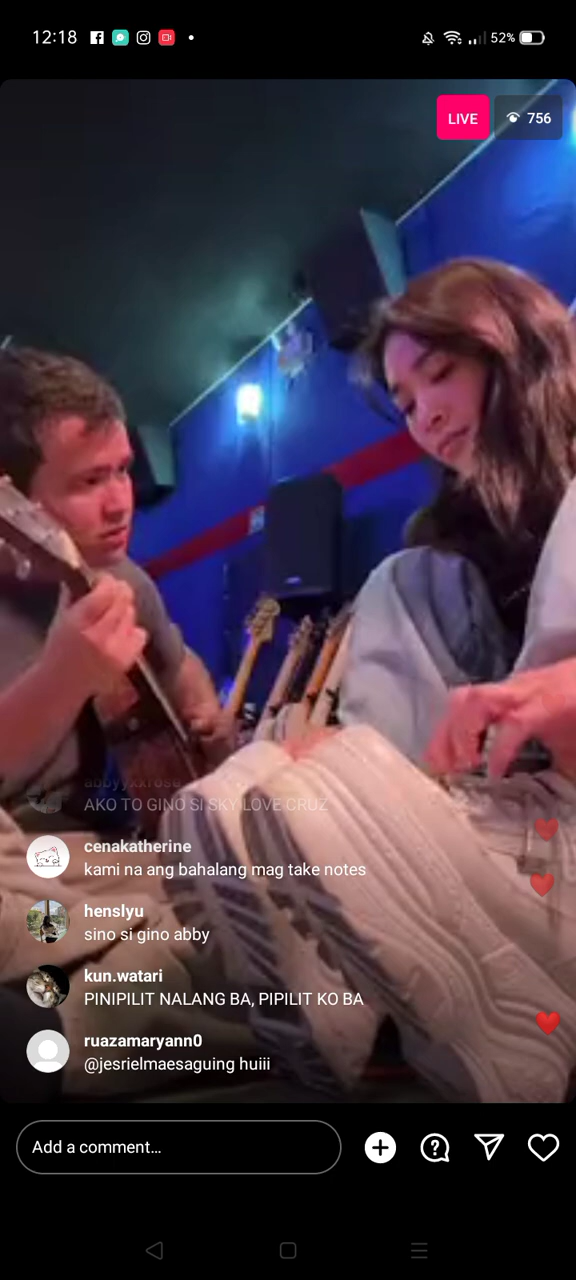 12:18
52%
LIVE
756
abbyyxxrose
AKO TO GINO SI SKY LOVE CRUZ
cenakatherine
kami na ang bahalang mag take notes
henslyu
sino si gino abby
kun.watari
PINIPILIT NALANG BA, PIPILIT KO BA
ruazamaryann0
@jesrielmaesaguing huiii
Add a comment…